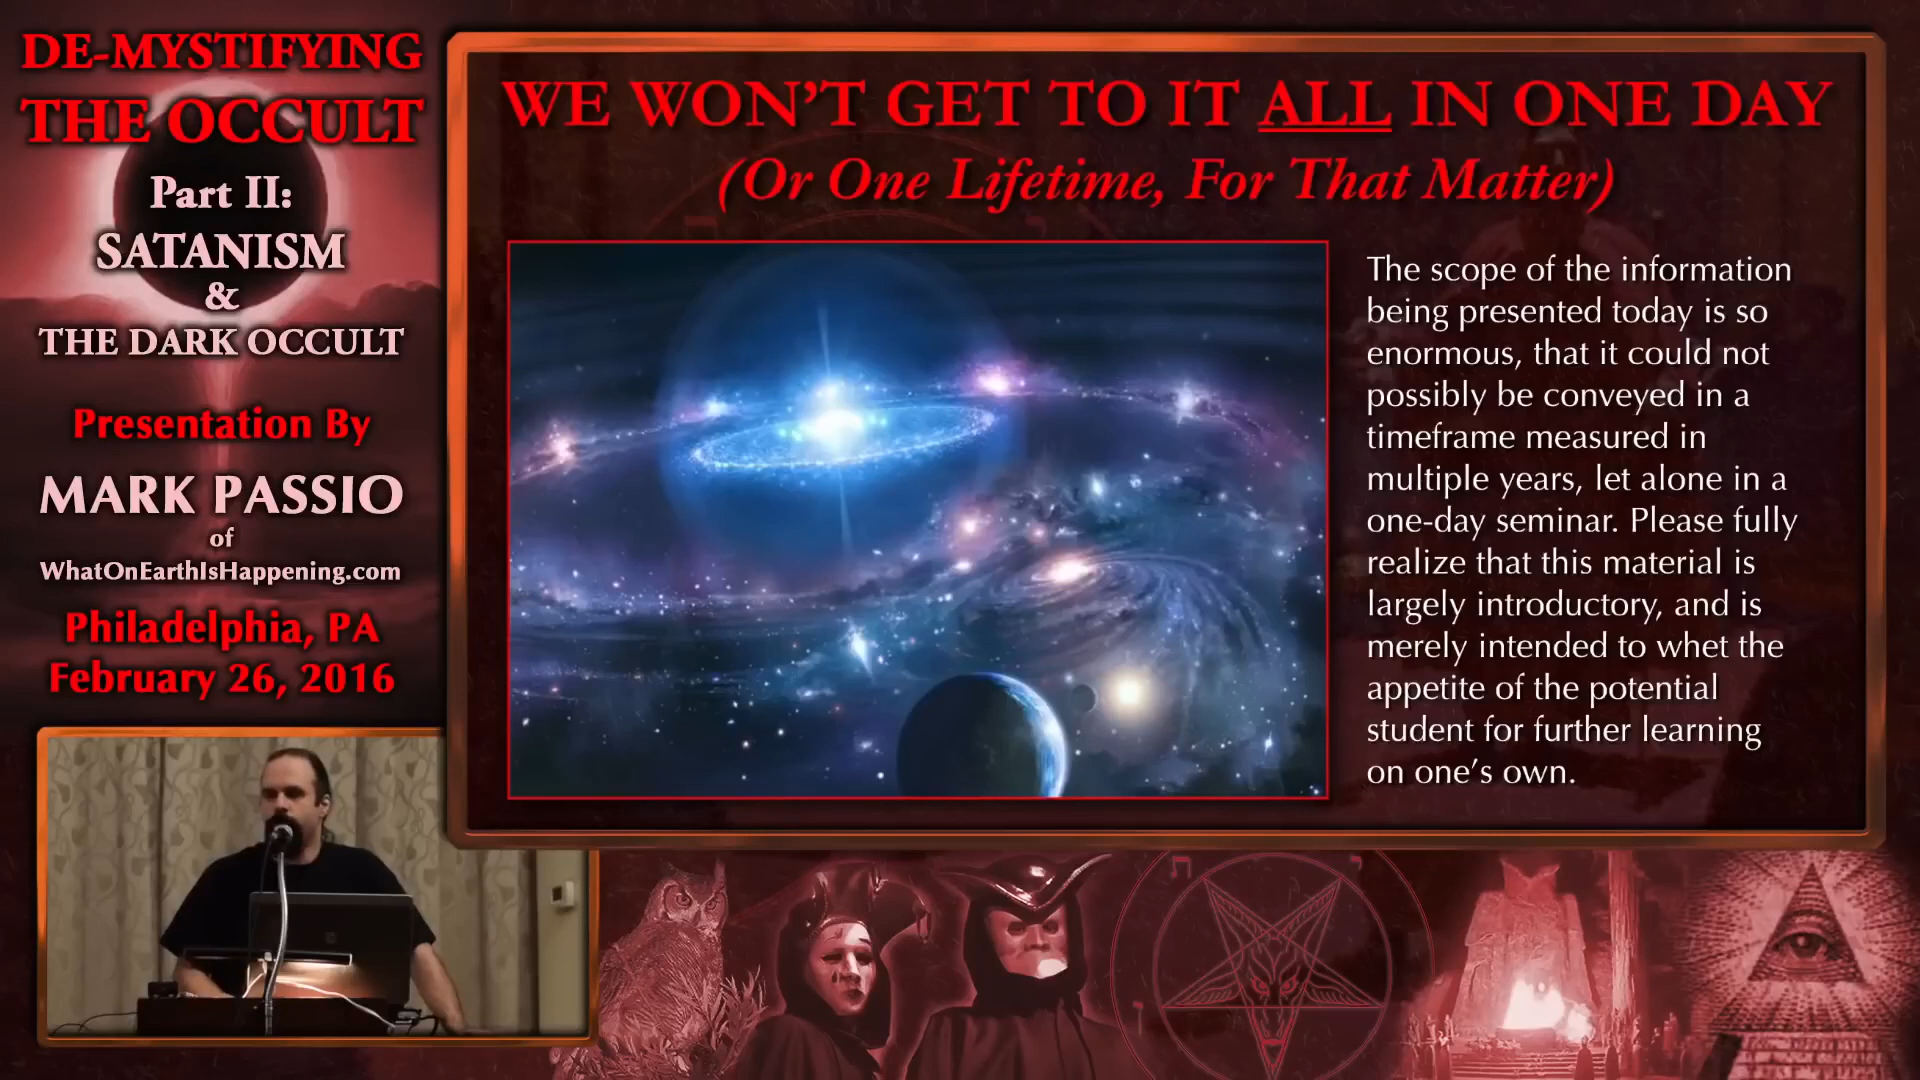 DE-MYSTIFYING
THE OCCULT
Part II:
SATANISM
&
THE DARK OCCULT
Presentation By
MARK PASSIO
of
WhatOnEarthIsHappening.com
Philadelphia, PA
February 26, 2016
WE WON'T GET TO IT ALL IN ONE DAY
(Or One Lifetime, For That Matter)
The scope of the information
being presented today is so
enormous, that it could not
possibly be conveyed in a
timeframe measured in
multiple years, let alone in a
one-day seminar. Please fully
realize that this material is
largely introductory, and is
merely intended to whet the
appetite of the potential
student for further learning
on one's own.